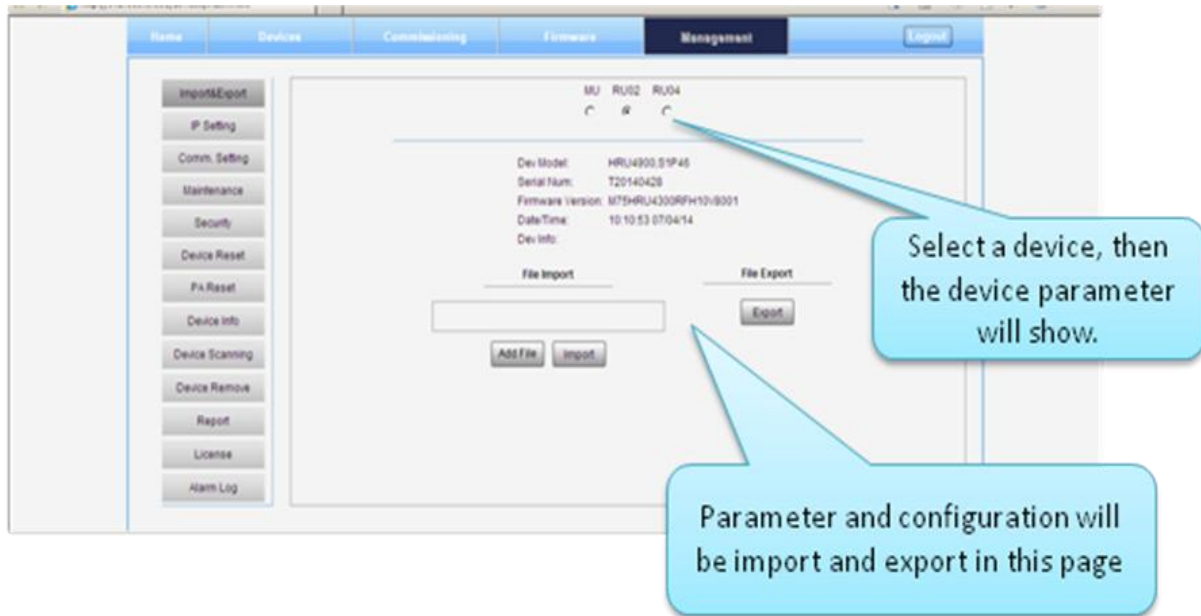 Home Devices Commissioning Firmware Management Logout
Import&Export
IP Setting
Comm. Setting
Maintenance
Security
Device Reset
PA Reset
Device Info
Device Scanning
Device Remove
Report
License
Alarm Log
MU RU02 RU04
Dev Model: HRU4900.S1P46
Serial Num: T20140428
Firmware Version:
Date/Time: 10:10:53 07/04/14
Dev Info:
File Import
File Export
Export
Add File Import
Select a device, then
the device parameter
will show.
Parameter and configuration will
be import and export in this page